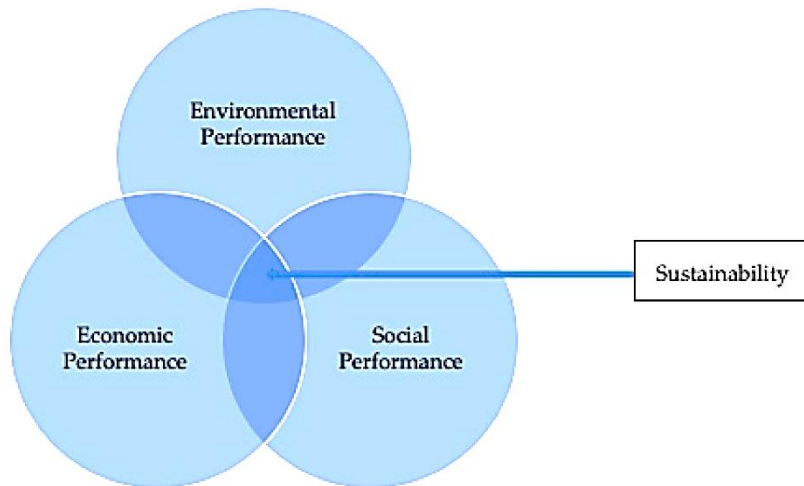 Environmental
Performance
Economic
Performance
Social
Performance
Sustainability